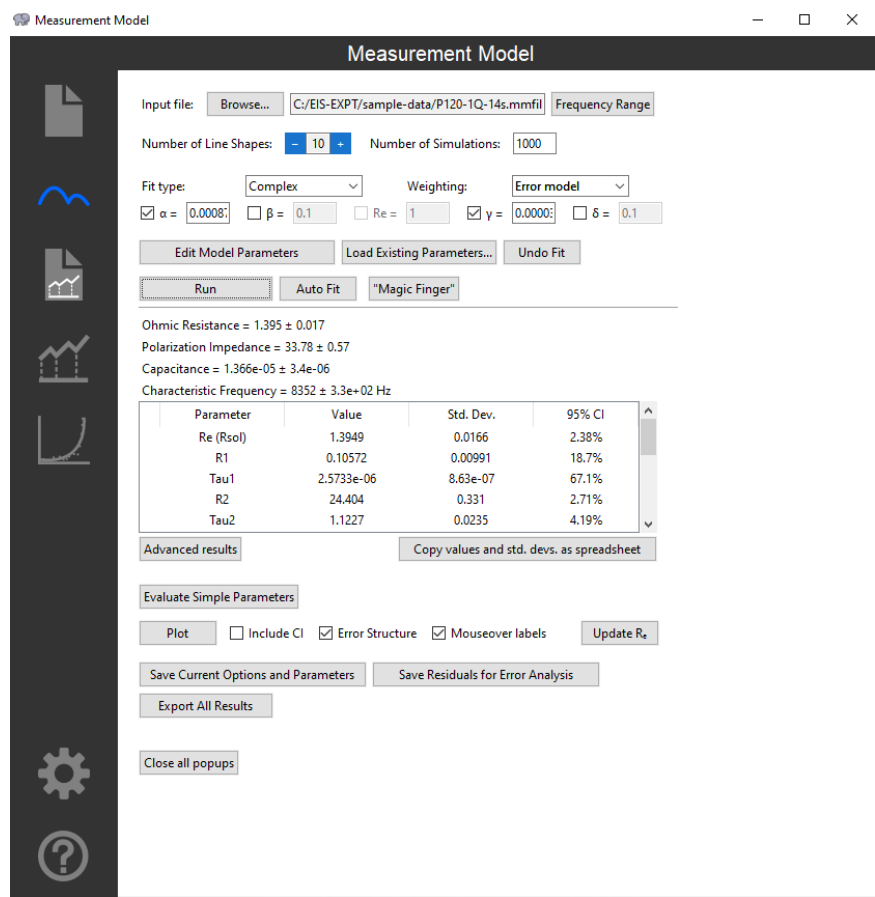 Measurement Model
Measurement Model
Input file: Browse... C:/EIS-EXPT/sample-data/P120-1Q-14s.mmfil Frequency Range
Number of Line Shapes: – 10 + Number of Simulations: 1000
Fit type: Complex Weighting: Error model
α = 0.00087 β = 0.1 Re = 1 γ = 0.00003 δ = 0.1
Edit Model Parameters Load Existing Parameters... Undo Fit
Run Auto Fit "Magic Finger"
Ohmic Resistance = 1.395 ± 0.017
Polarization Impedance = 33.78 ± 0.57
Capacitance = 1.366e-05 ± 3.4e-06
Characteristic Frequency = 8352 ± 3.3e+02 Hz
Parameter Value Std. Dev. 95% CI
Re (Rsol) 1.3949 0.0166 2.38%
R1 0.10572 0.00991 18.7%
Tau1 2.5733e-06 8.63e-07 67.1%
R2 24.404 0.331 2.71%
Tau2 1.1227 0.0235 4.19%
Advanced results Copy values and std. devs. as spreadsheet
Evaluate Simple Parameters
Plot Include CI Error Structure Mouseover labels Update Rₑ
Save Current Options and Parameters Save Residuals for Error Analysis
Export All Results
Close all popups
?